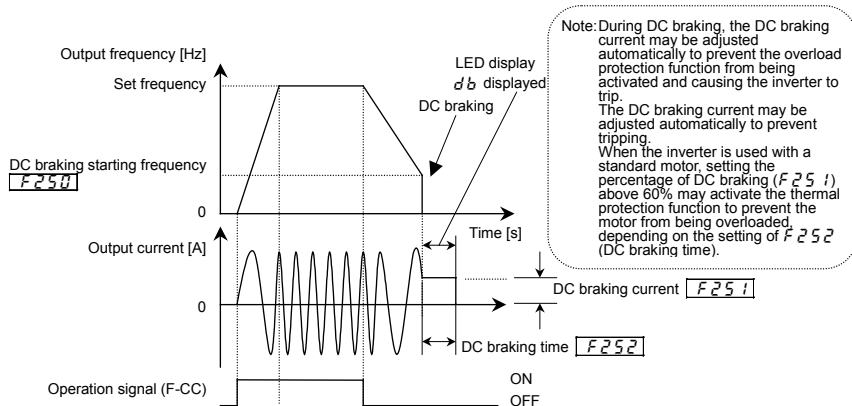 Output frequency [Hz]
Set frequency
DC braking starting frequency
F250
0
LED display
db displayed
DC braking
Time [s]
Output current [A]
0
DC braking current F251
DC braking time F252
Operation signal (F-CC)
ON
OFF
Note:During DC braking, the DC braking
current may be adjusted
automatically to prevent the overload
protection function from being
activated and causing the inverter to
trip.
The DC braking current may be
adjusted automatically to prevent
tripping.
When the inverter is used with a
standard motor, setting the
percentage of DC braking (F251)
above 60% may activate the thermal
protection function to prevent the
motor from being overloaded,
depending on the setting of F252
(DC braking time).